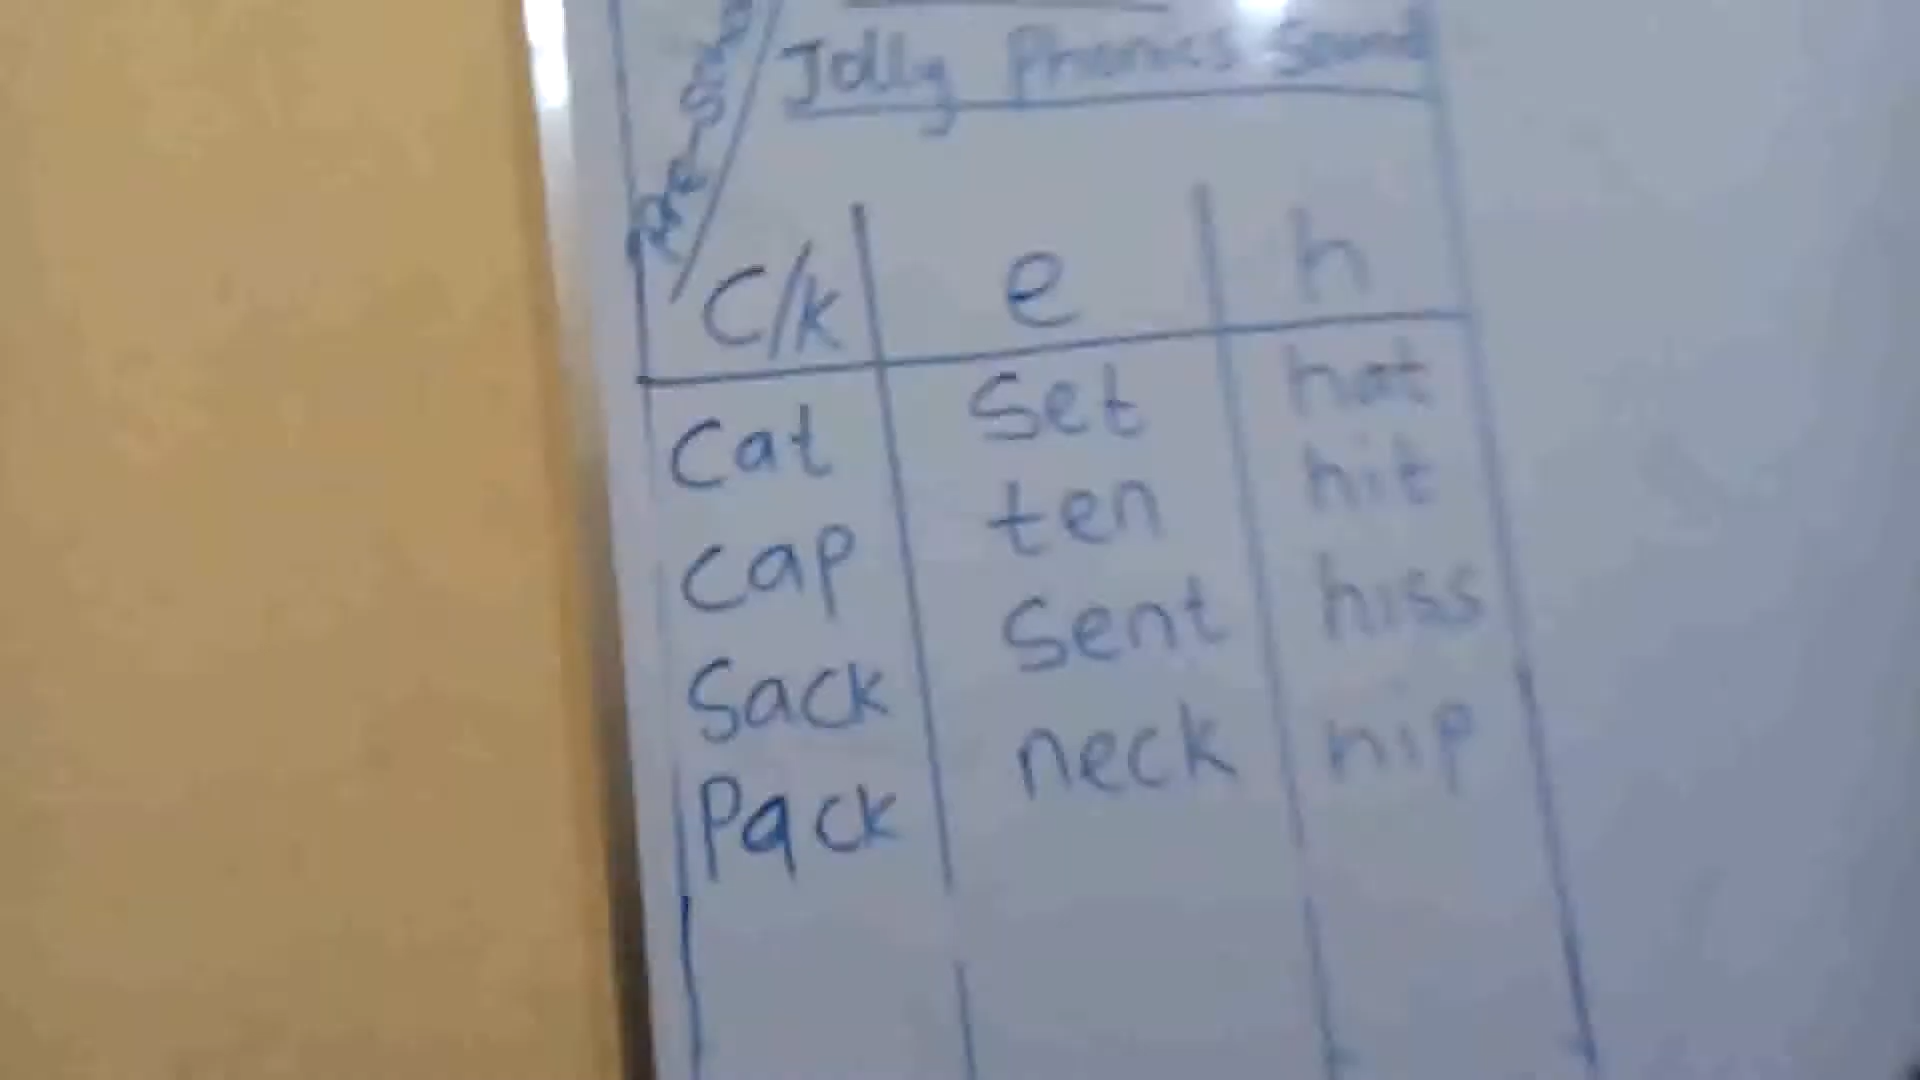 Jolly Phonics Sound
C/k e h
Cat Set hat
Cap ten hit
Sack Sent hiss
Pack neck hip